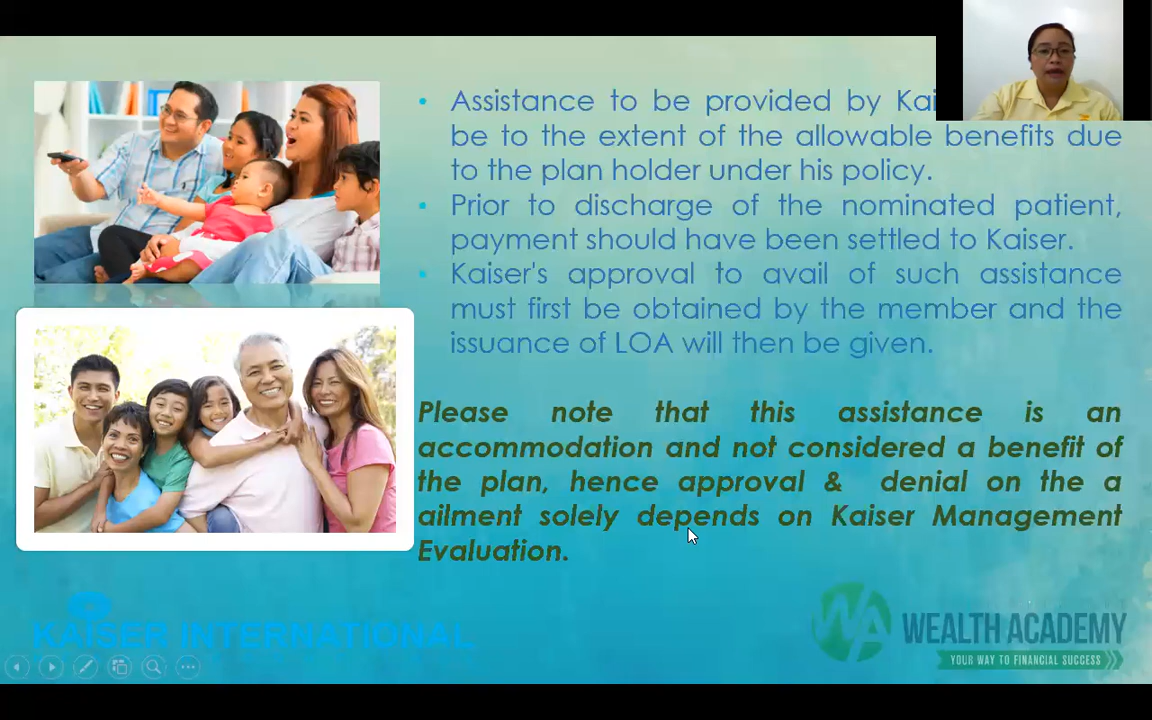 • Assistance to be provided by Kai
be to the extent of the allowable benefits due
to the plan holder under his policy.
• Prior to discharge of the nominated patient,
payment should have been settled to Kaiser.
• Kaiser's approval to avail of such assistance
must first be obtained by the member and the
issuance of LOA will then be given.
Please note that this assistance is an
accommodation and not considered a benefit of
the plan, hence approval & denial on the a
ailment solely depends on Kaiser Management
Evaluation.
KAISER INTERNATIONAL
WA WEALTH ACADEMY
YOUR WAY TO FINANCIAL SUCCESS